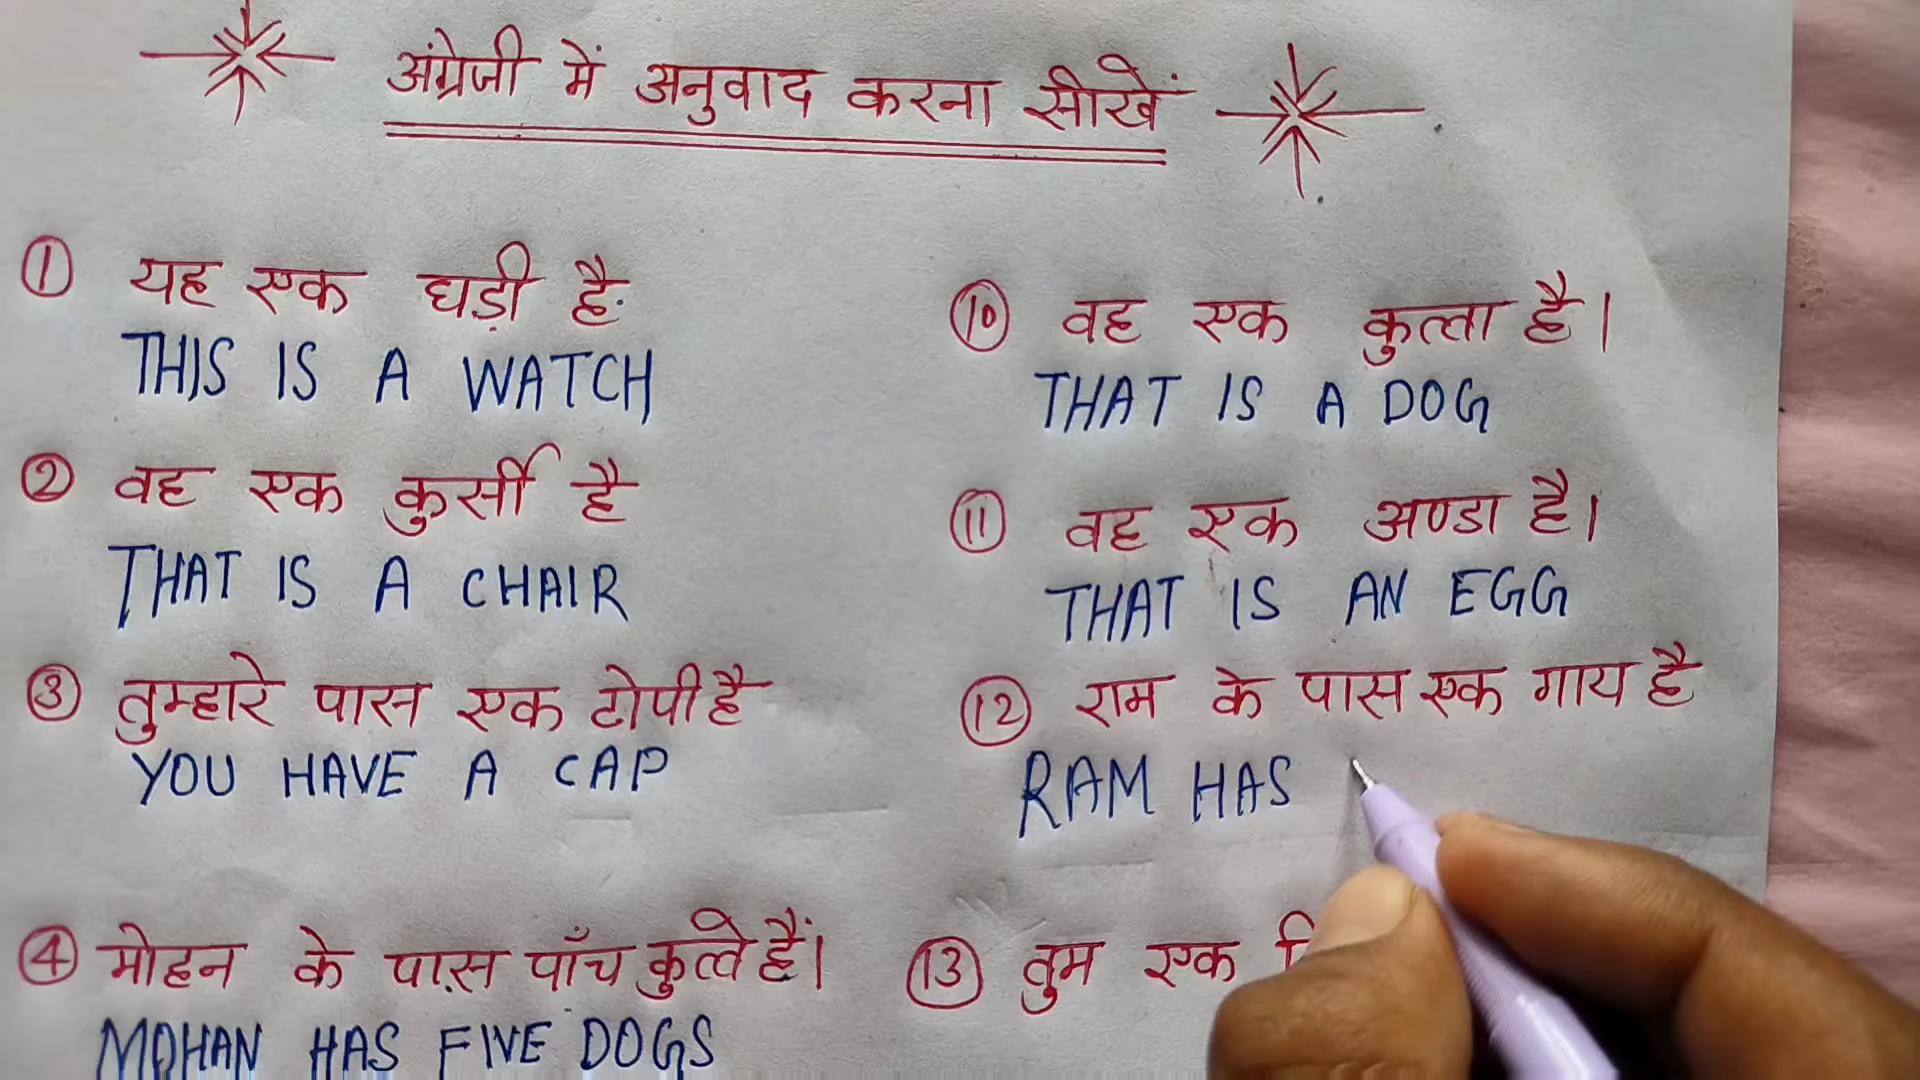 अंग्रेजी में अनुवाद करना सीखें
① यह एक घड़ी है
THIS IS A WATCH
② वह एक कुर्सी है
THAT IS A CHAIR
③ तुम्हारे पास एक टोपी है
YOU HAVE A CAP
④ मोहन के पास पाँच कुत्ते हैं।
MOHAN HAS FIVE DOGS
⑩ वह एक कुत्ता है।
THAT IS A DOG
⑪ वह एक अण्डा है।
THAT IS AN EGG
⑫ राम के पास एक गाय है
RAM HAS
⑬ तुम एक